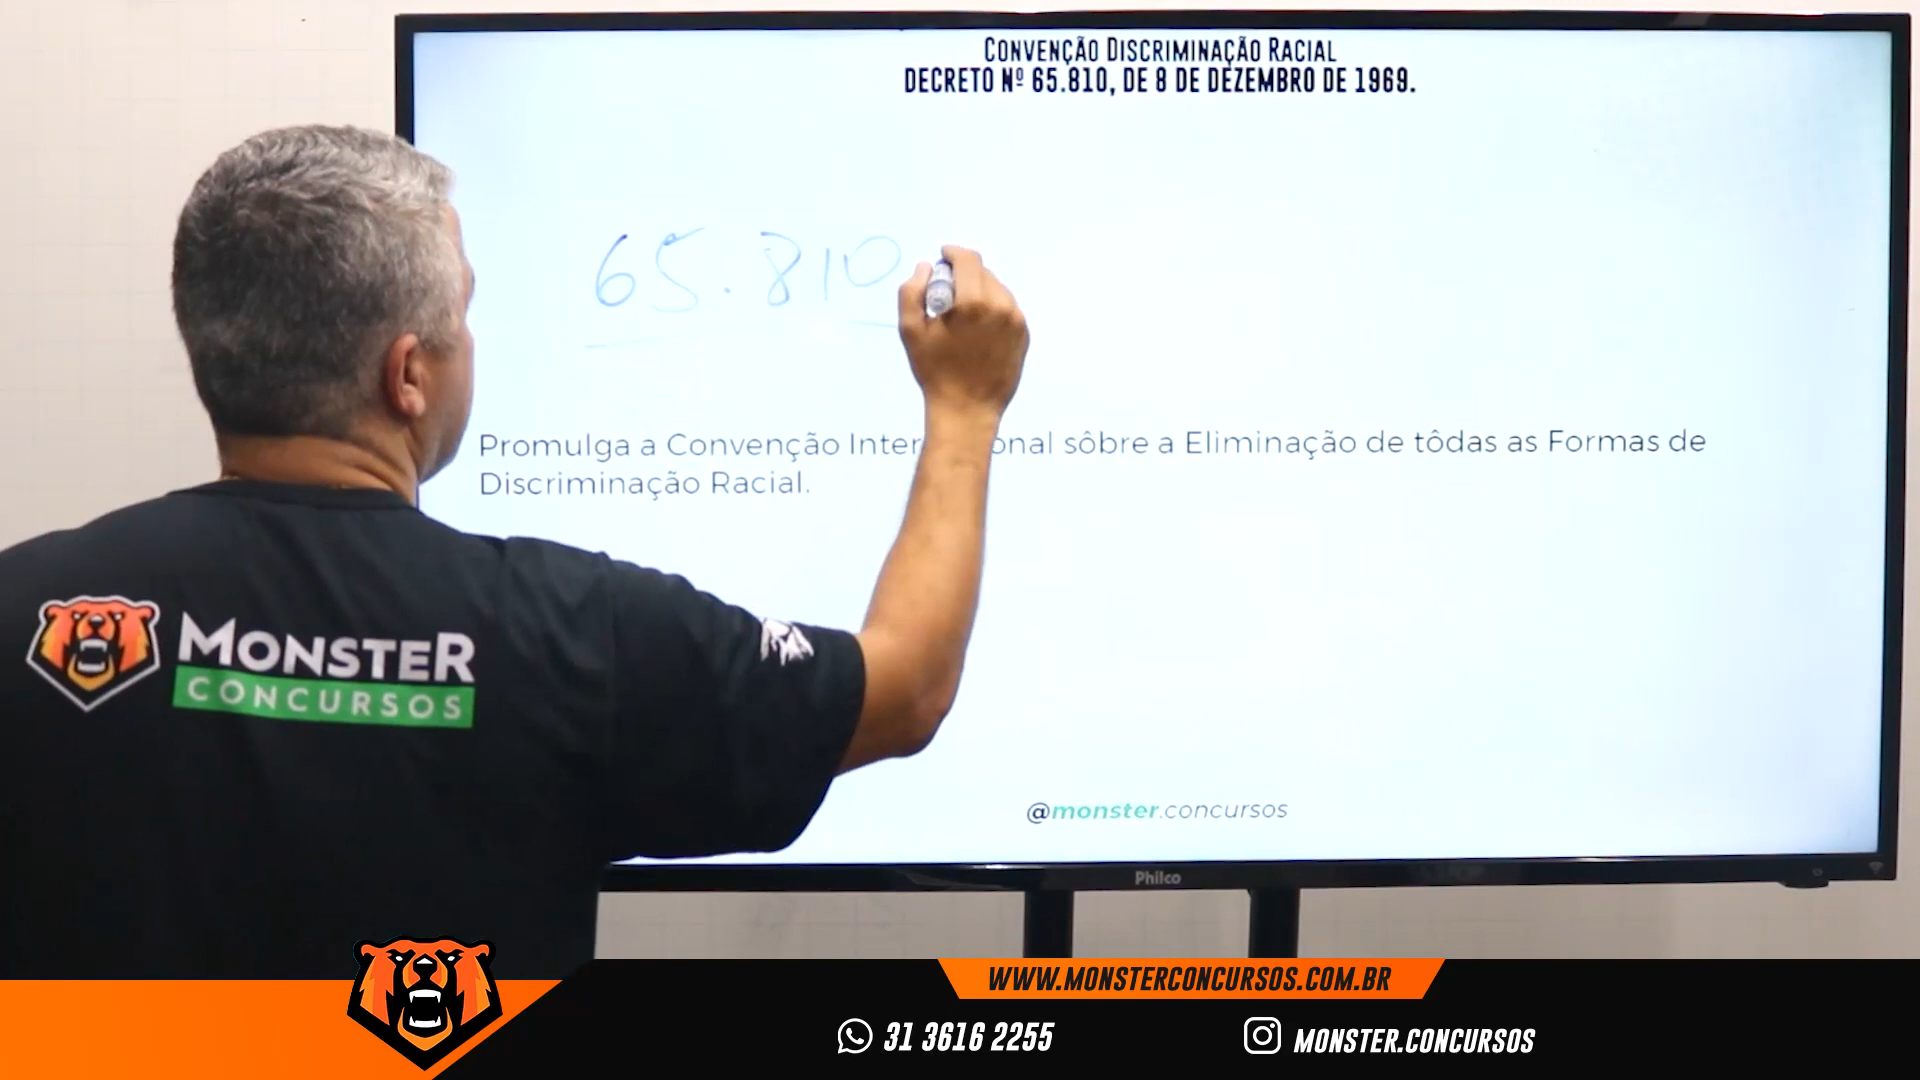 CONVENÇÃO DISCRIMINAÇÃO RACIAL
DECRETO Nº 65.810, DE 8 DE DEZEMBRO DE 1969.
65.810
Promulga a Convenção Inter onal sôbre a Eliminação de tôdas as Formas de
Discriminação Racial.
MONSTER
CONCURSOS
@monster.concursos
Philco
WWW.MONSTERCONCURSOS.COM.BR
31 3616 2255
MONSTER.CONCURSOS